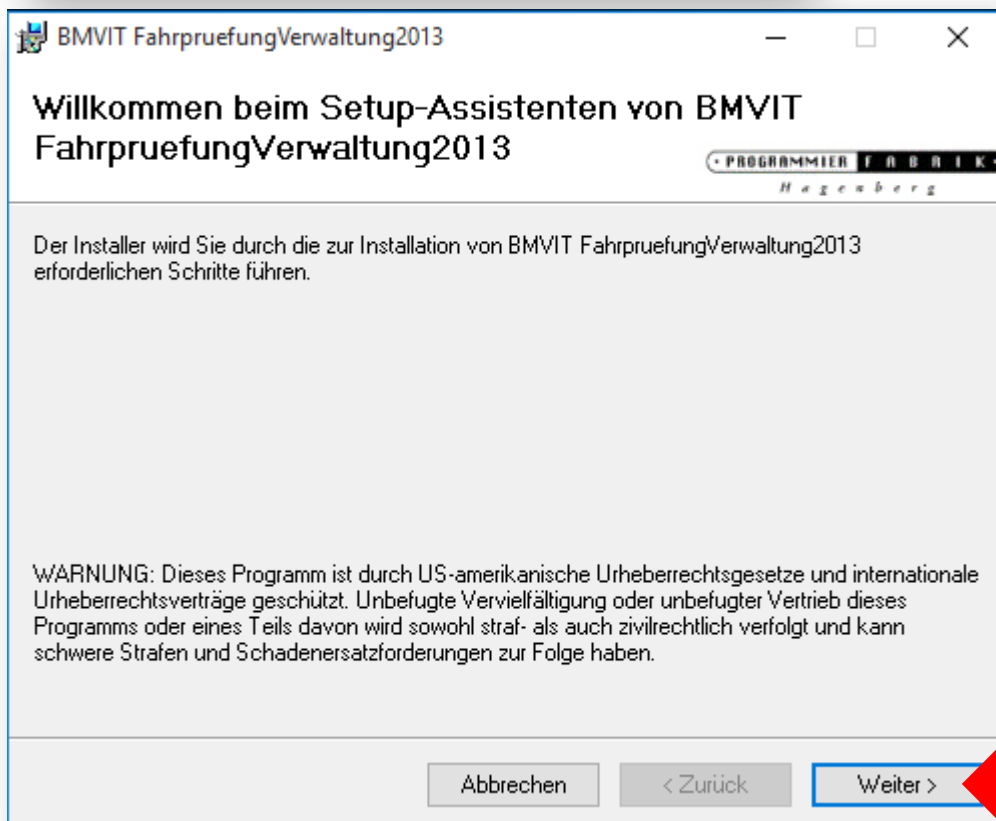 BMVIT FahrpruefungVerwaltung2013
Willkommen beim Setup-Assistenten von BMVIT
FahrpruefungVerwaltung2013
PROGRAMMIER FABRIK
Hagenberg
Der Installer wird Sie durch die zur Installation von BMVIT FahrpruefungVerwaltung2013
erforderlichen Schritte führen.
WARNUNG: Dieses Programm ist durch US-amerikanische Urheberrechtsgesetze und internationale
Urheberrechtsverträge geschützt. Unbefugte Vervielfältigung oder unbefugter Vertrieb dieses
Programms oder eines Teils davon wird sowohl straf- als auch zivilrechtlich verfolgt und kann
schwere Strafen und Schadenersatzforderungen zur Folge haben.
Abbrechen
< Zurück
Weiter >